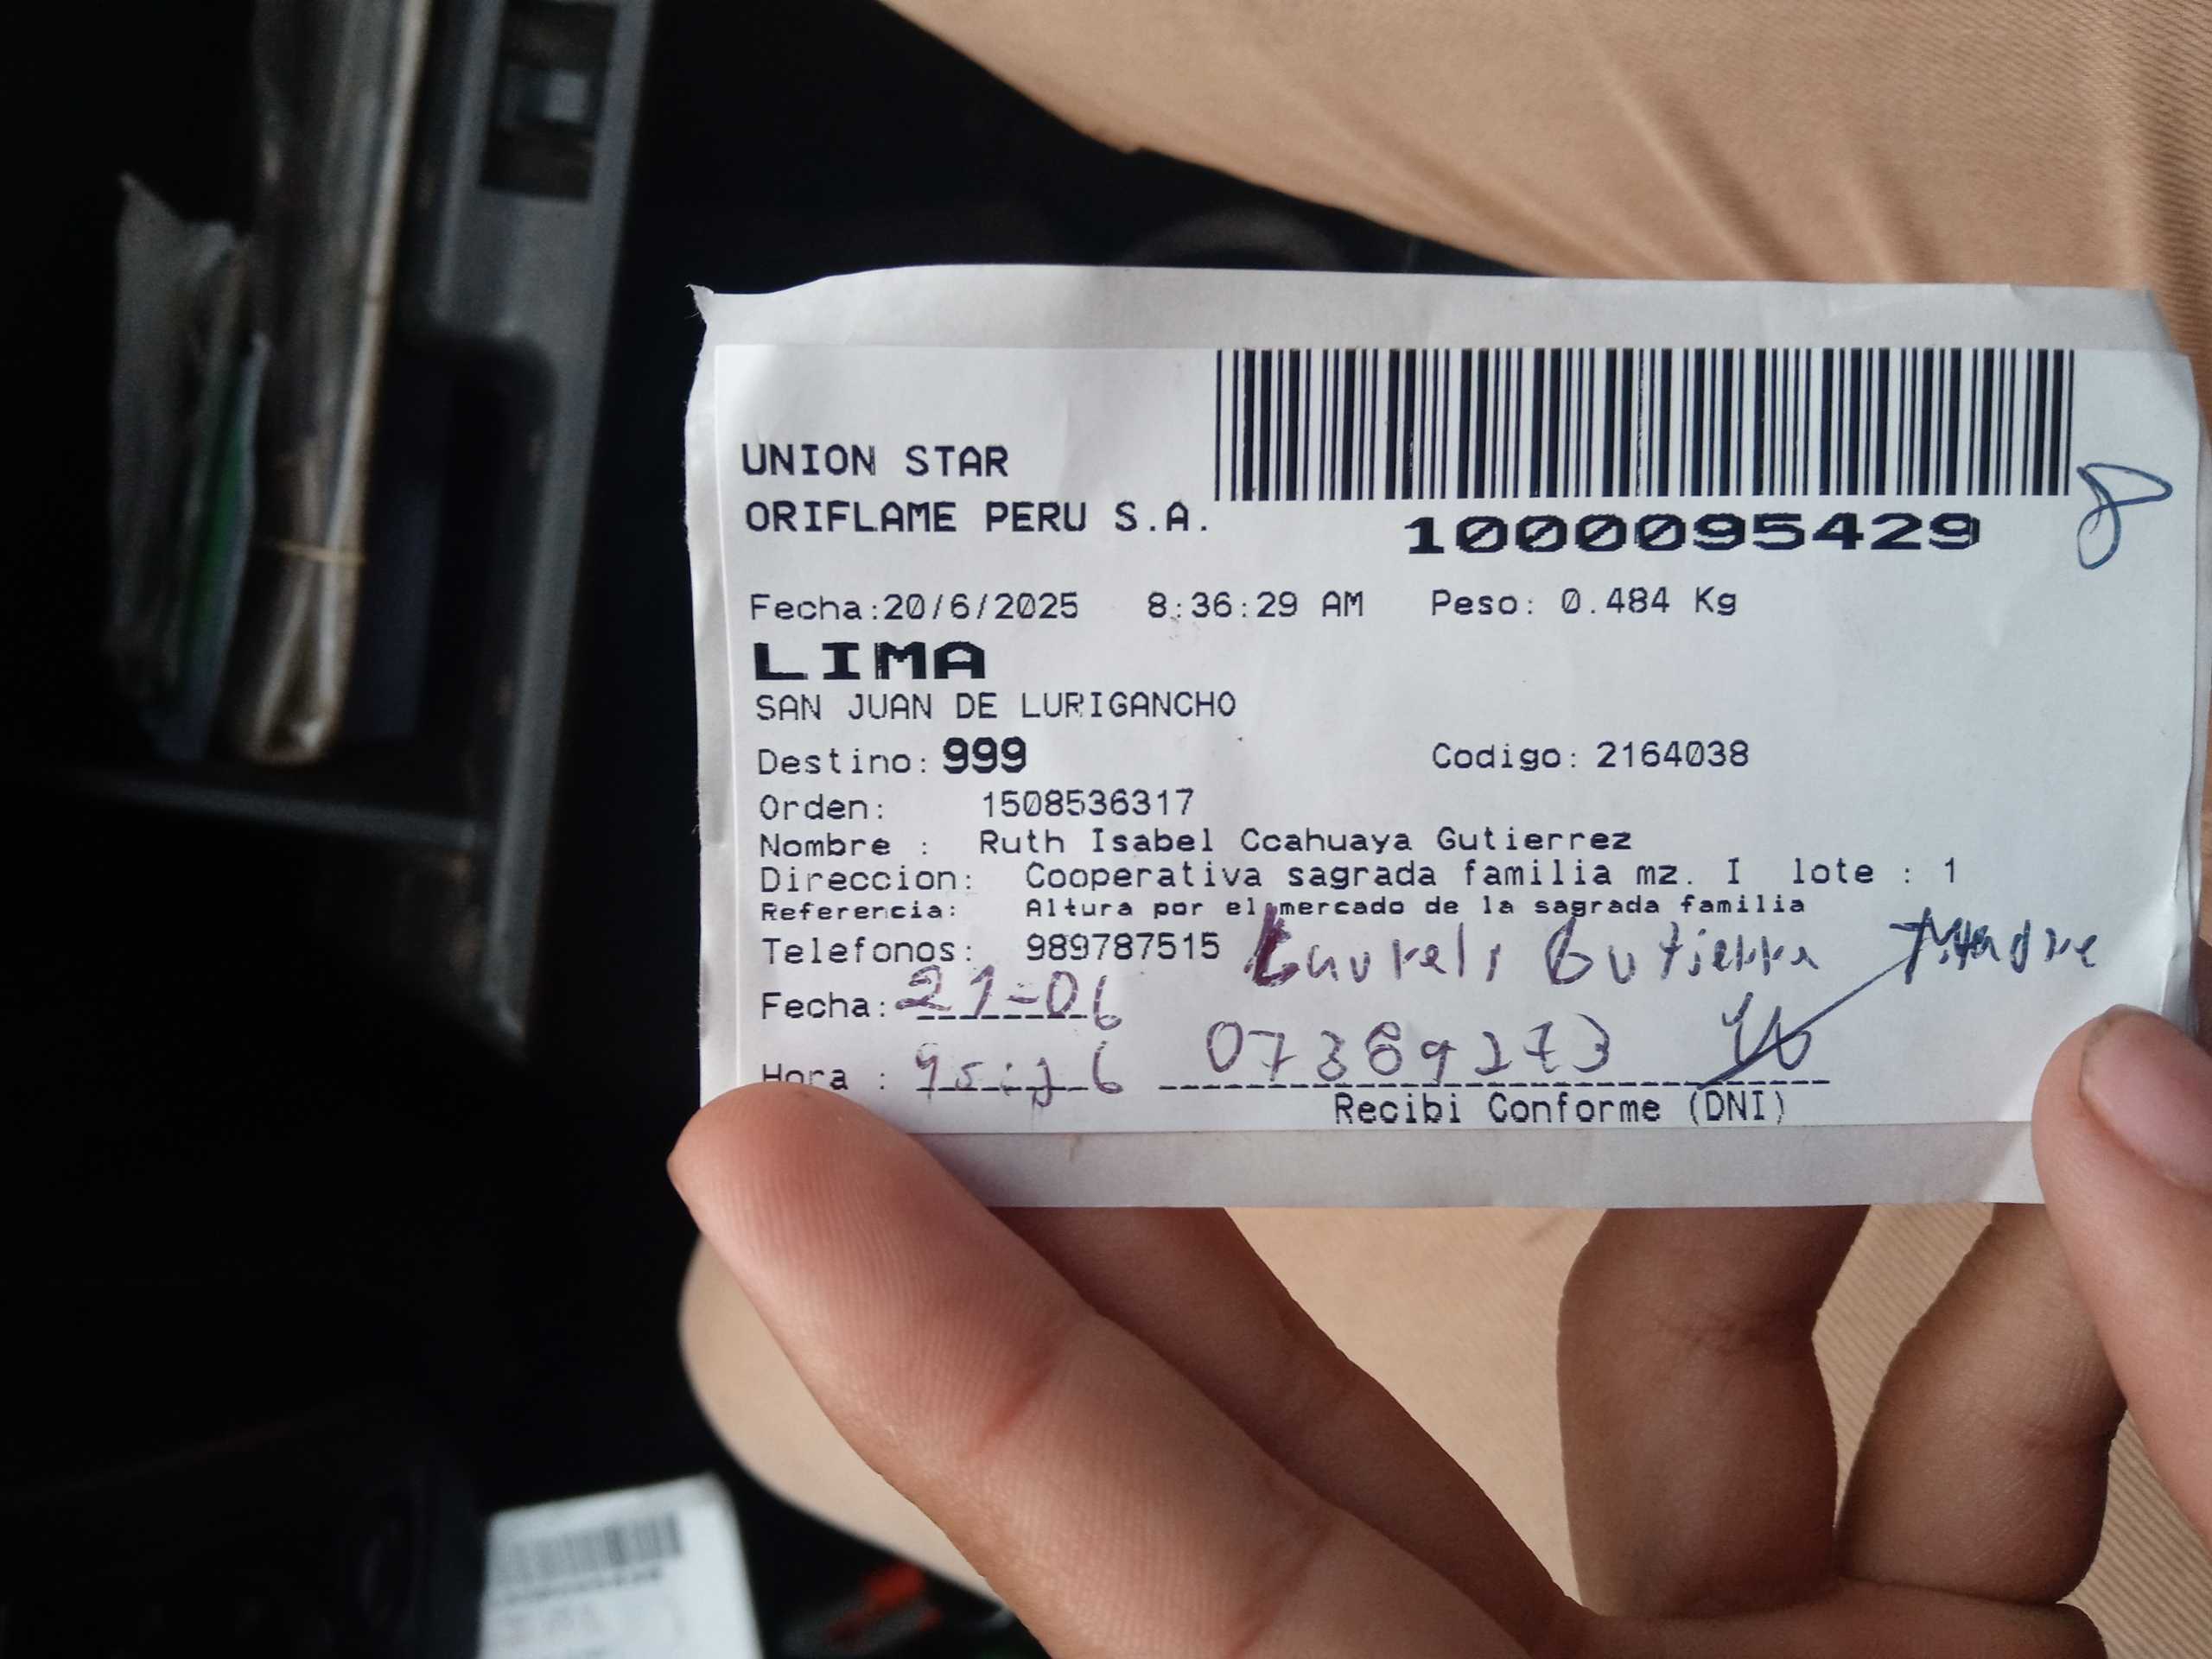 UNION STAR
ORIFLAME PERU S.A.
1000095429
8
Fecha:20/6/2025 8:36:29 AM Peso: 0.484 Kg
LIMA
SAN JUAN DE LURIGANCHO
Destino: 999 Codigo: 2164038
Orden: 1508536317
Nombre : Ruth Isabel Ccahuaya Gutierrez
Direccion: Cooperativa sagrada familia mz. I lote : 1
Referencia: Altura por el mercado de la sagrada familia
Telefonos: 989787515
Fecha: 21-06
Hora :
Recibi Conforme (DNI)